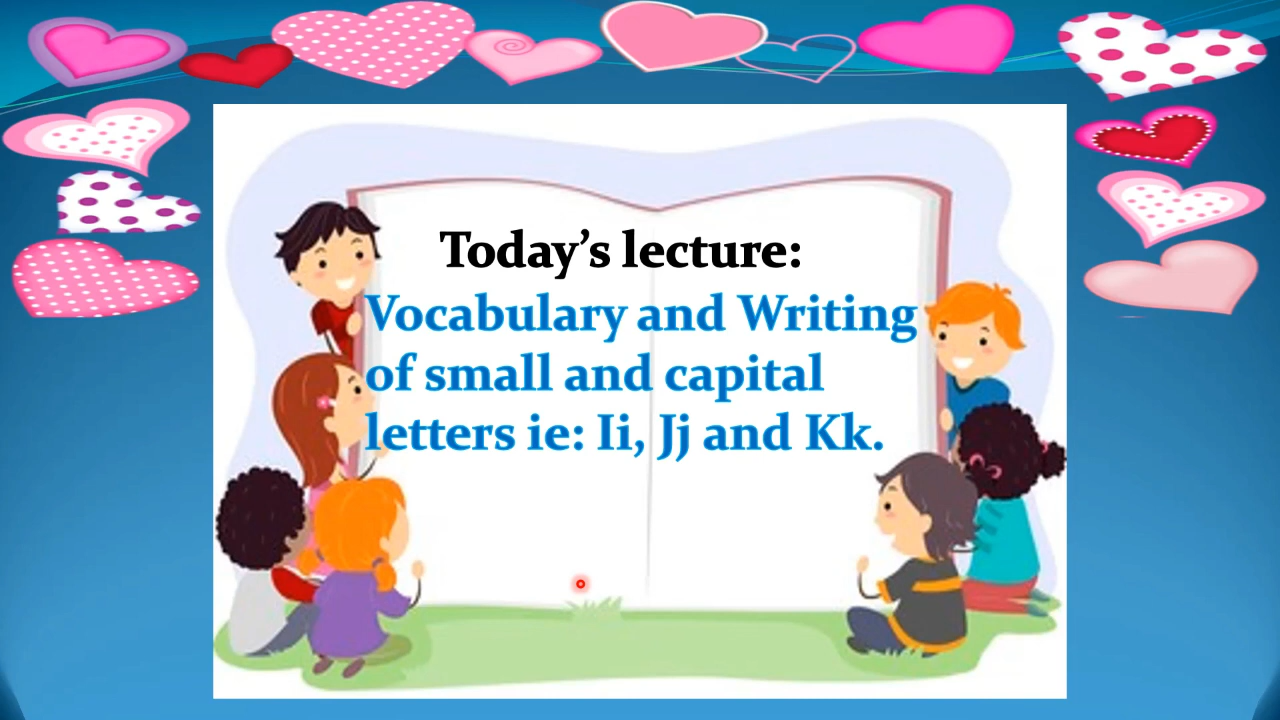 Today’s lecture:
Vocabulary and Writing
of small and capital
letters ie: Ii, Jj and Kk.